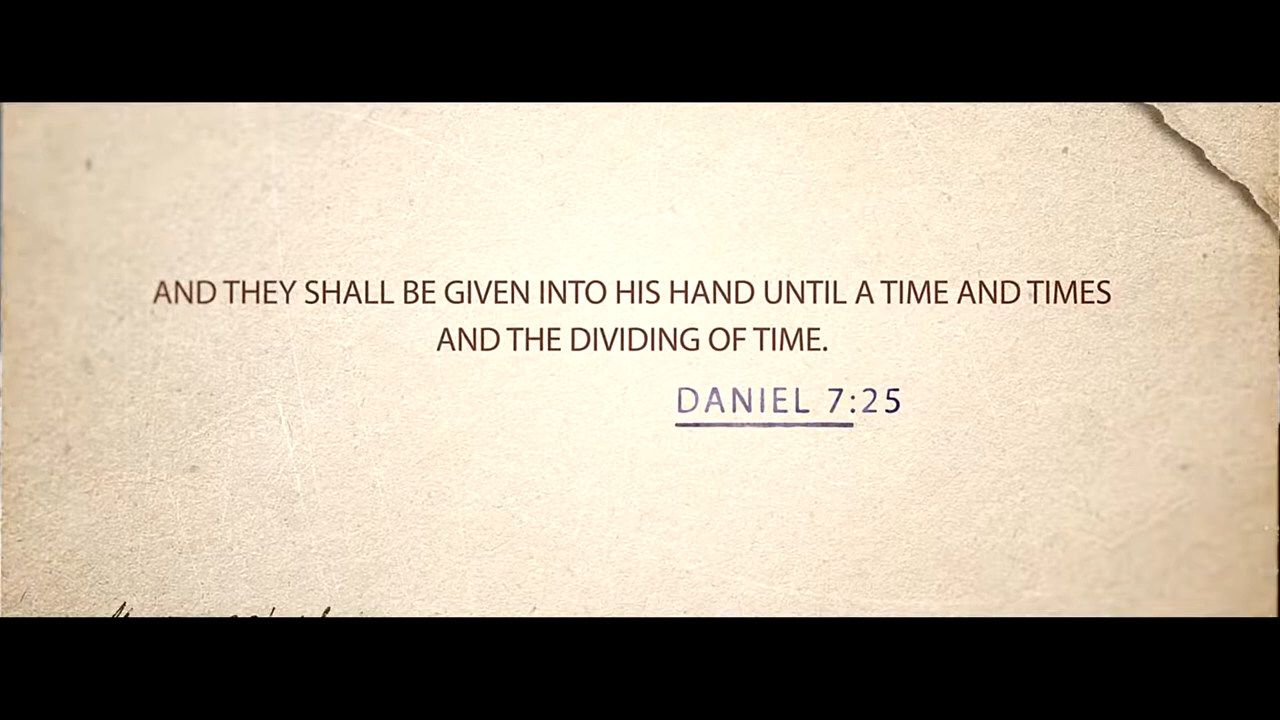 AND THEY SHALL BE GIVEN INTO HIS HAND UNTIL A TIME AND TIMES
AND THE DIVIDING OF TIME.
DANIEL 7:25